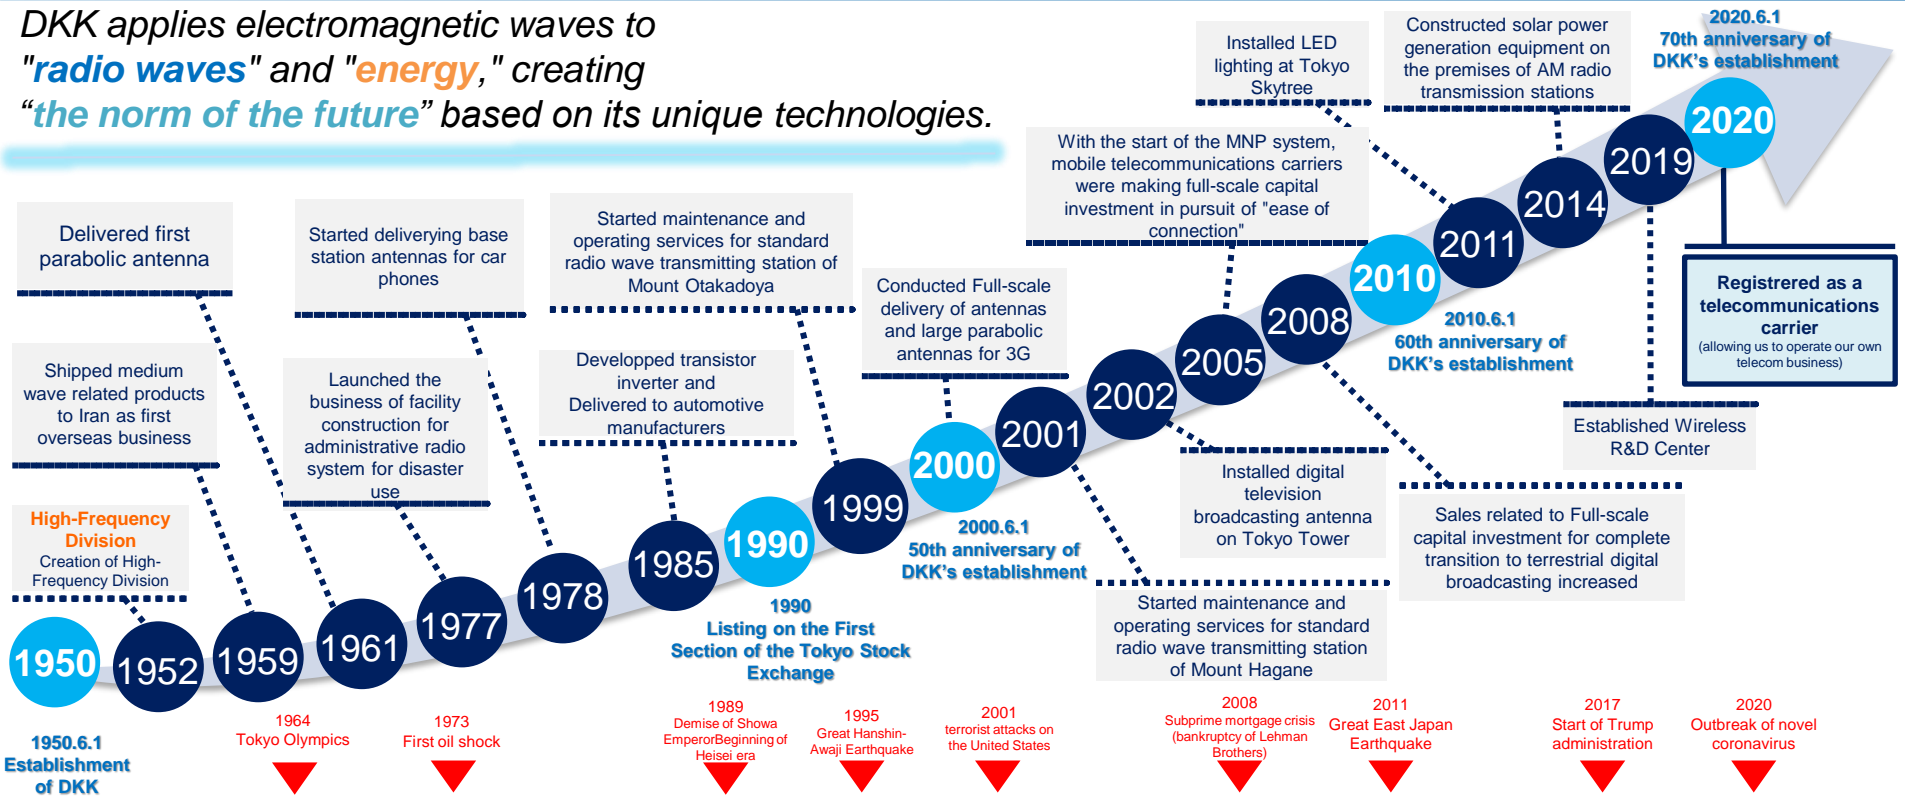 DKK applies electromagnetic waves to
"radio waves" and "energy," creating
“the norm of the future” based on its unique technologies.
Delivered first
parabolic antenna
Shipped medium
wave related products
to Iran as first
overseas business
High-Frequency
Division
Creation of High-
Frequency Division
Started deliverying base
station antennas for car
phones
Launched the
business of facility
construction for
administrative radio
system for disaster
use
Started maintenance and
operating services for standard
radio wave transmitting station of
Mount Otakadoya
Developped transistor
inverter and
Delivered to automotive
manufacturers
Conducted Full-scale
delivery of antennas
and large parabolic
antennas for 3G
With the start of the MNP system,
mobile telecommunications carriers
were making full-scale capital
investment in pursuit of "ease of
connection"
Installed LED
lighting at Tokyo
Skytree
Constructed solar power
generation equipment on
the premises of AM radio
transmission stations
2020.6.1
70th anniversary of
DKK’s establishment
1950
1952
1959
1961
1977
1978
1985
1990
1999
2000
2001
2002
2005
2008
2010
2011
2014
2019
2020
1950.6.1
Establishment
of DKK
1990
Listing on the First
Section of the Tokyo Stock
Exchange
2000.6.1
50th anniversary of
DKK’s establishment
2010.6.1
60th anniversary of
DKK’s establishment
Registrered as a
telecommunications
carrier
(allowing us to operate our own
telecom business)
Established Wireless
R&D Center
Installed digital
television
broadcasting antenna
on Tokyo Tower
Sales related to Full-scale
capital investment for complete
transition to terrestrial digital
broadcasting increased
Started maintenance and
operating services for standard
radio wave transmitting station
of Mount Hagane
1964
Tokyo Olympics
1973
First oil shock
1989
Demise of Showa
EmperorBeginning of
Heisei era
1995
Great Hanshin-
Awaji Earthquake
2001
terrorist attacks on
the United States
2008
Subprime mortgage crisis
(bankruptcy of Lehman
Brothers)
2011
Great East Japan
Earthquake
2017
Start of Trump
administration
2020
Outbreak of novel
coronavirus